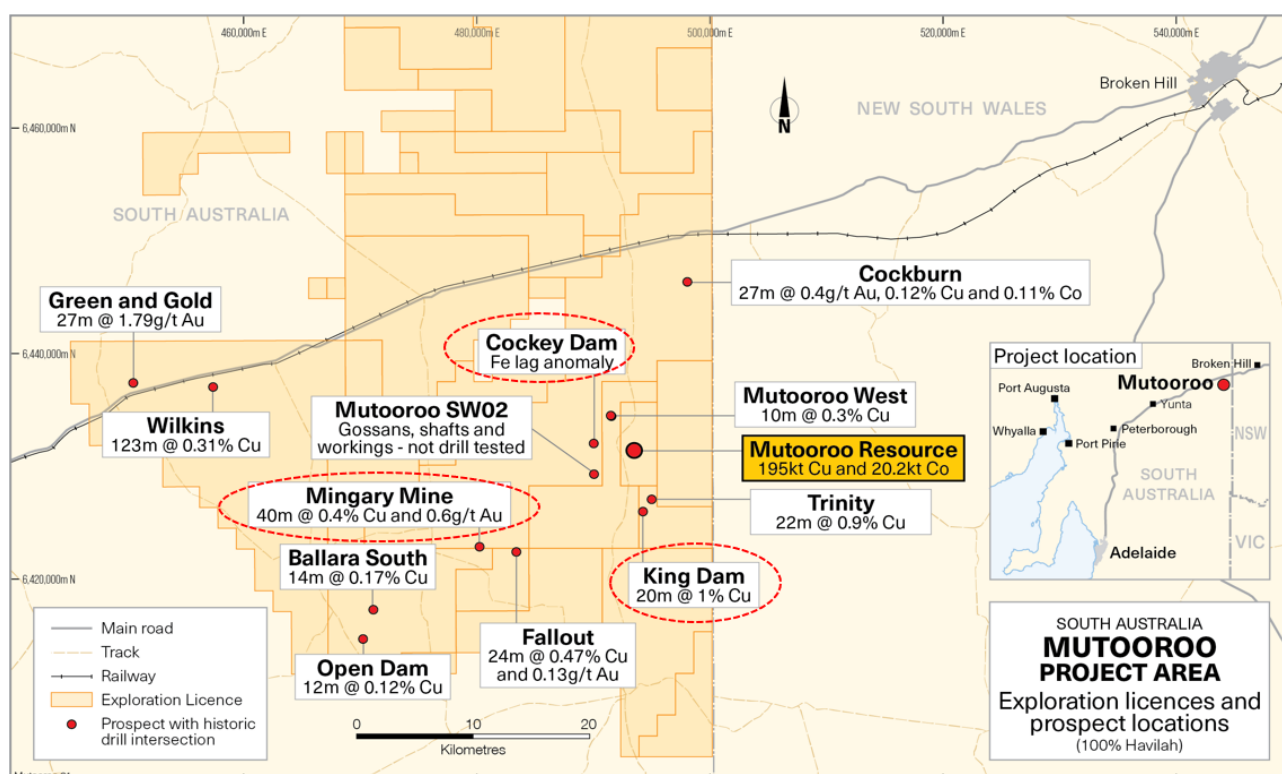 460,000m E
480,000m E
500,000m E
520,000m E
540,000m E
Broken Hill
NEW SOUTH WALES
N
6,460,000m N
SOUTH AUSTRALIA
Cockburn
27m @ 0.4g/t Au, 0.12% Cu and 0.11% Co
Green and Gold
27m @ 1.79g/t Au
Cockey Dam
Fe lag anomaly
6,440,000m N
Project location
Broken Hill
Mutooroo
Port Augusta
Yunta
Whyalla
Peterborough
Port Pine
NSW
SOUTH
AUSTRALIA
VIC
Adelaide
Wilkins
123m @ 0.31% Cu
Mutooroo SW02
Gossans, shafts and
workings - not drill tested
Mutooroo West
10m @ 0.3% Cu
Mutooroo Resource
195kt Cu and 20.2kt Co
Mingary Mine
40m @ 0.4% Cu and 0.6g/t Au
Trinity
22m @ 0.9% Cu
Ballara South
14m @ 0.17% Cu
King Dam
20m @ 1% Cu
6,420,000m N
Fallout
24m @ 0.47% Cu
and 0.13g/t Au
Open Dam
12m @ 0.12% Cu
Main road
Track
Railway
Exploration Licence
Prospect with historic
drill intersection
0
10
20
Kilometres
SOUTH AUSTRALIA
MUTOOROO
PROJECT AREA
Exploration licences and
prospect locations
(100% Havilah)